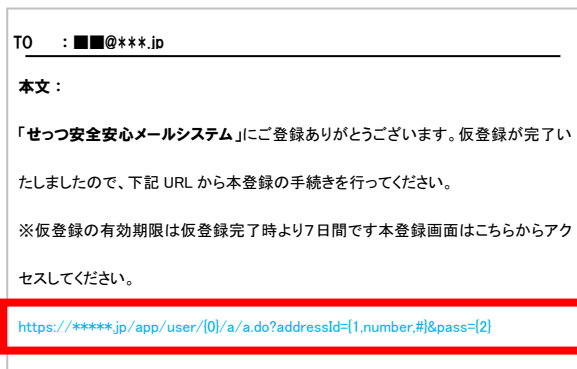 TO : ■■@***.jp
本文：
「せっつ安全安心メールシステム」にご登録ありがとうございます。仮登録が完了い
たしましたので、下記 URL から本登録の手続きを行ってください。
※仮登録の有効期限は仮登録完了時より７日間です本登録画面はこちらからアク
セスしてください。
https://*****.jp/app/user/{0}/a/a.do?addressId={1,number,#}&pass={2}